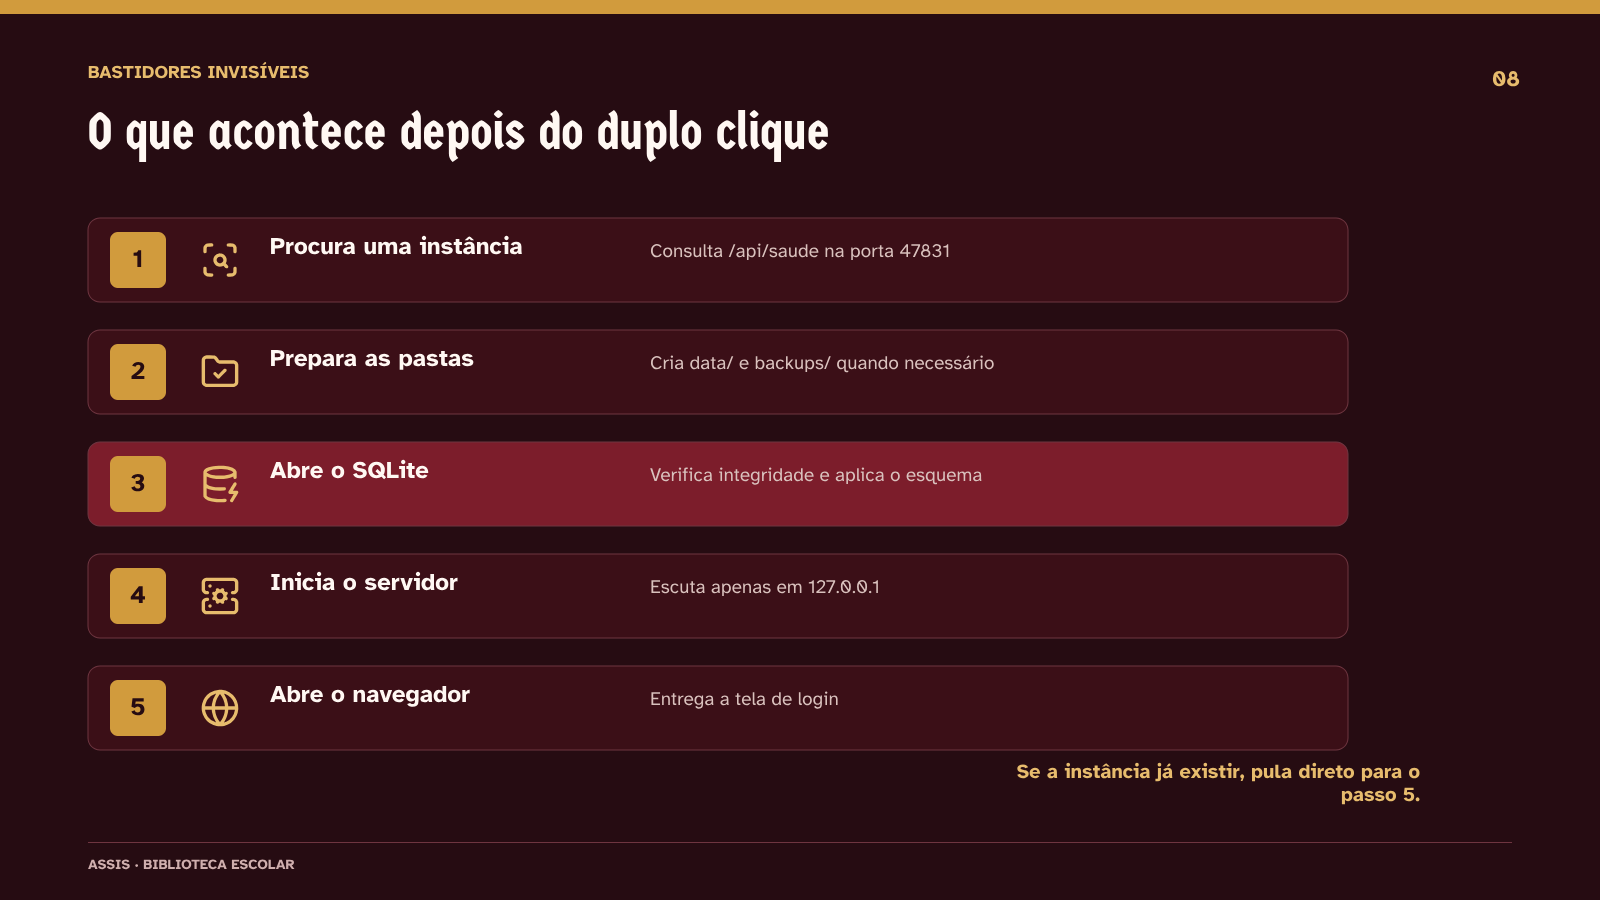 BASTIDORES INVISÍVEIS
08
O que acontece depois do duplo clique
1
Procura uma instância
Consulta /api/saude na porta 47831
2
Prepara as pastas
Cria data/ e backups/ quando necessário
3
Abre o SQLite
Verifica integridade e aplica o esquema
4
Inicia o servidor
Escuta apenas em 127.0.0.1
5
Abre o navegador
Entrega a tela de login
Se a instância já existir, pula direto para o
passo 5.
ASSIS · BIBLIOTECA ESCOLAR